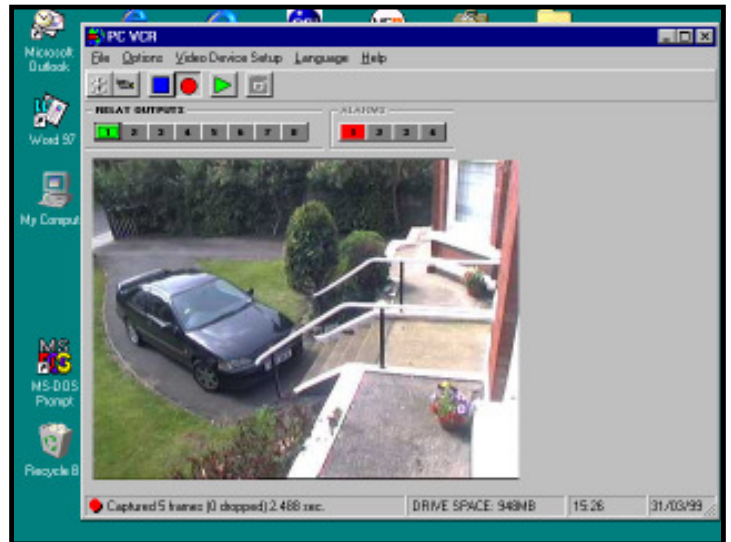 PC VCR
File Options Video Device Setup Language Help
RELAY OUTPUTS ALARMS
1 2 3 4 5 6 7 8 1 2 3 4
Microsoft
Outlook
Word 97
My Comput
MS-DOS
Prompt
Recycle B
Captured 5 frames (0 dropped) 2.488 sec. DRIVE SPACE: 948MB 15:26 31/03/99